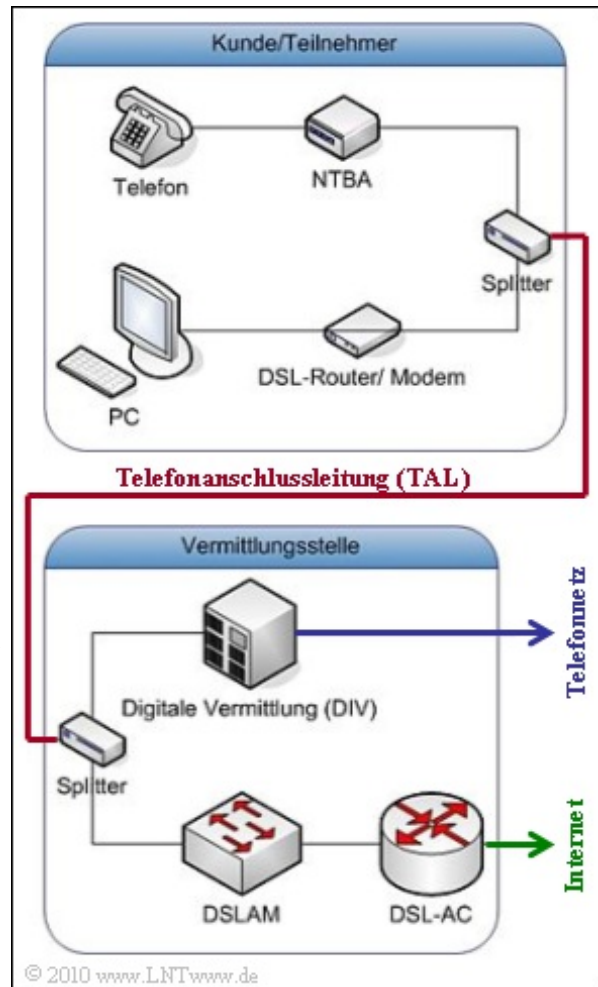 Kunde/Teilnehmer
Telefon
NTBA
Splitter
PC
DSL-Router/ Modem
Telefonanschlussleitung (TAL)
Vermittlungsstelle
Digitale Vermittlung (DIV)
Telefonnetz
Splitter
DSLAM
DSL-AC
Internet
© 2010 www.LNTwww.de